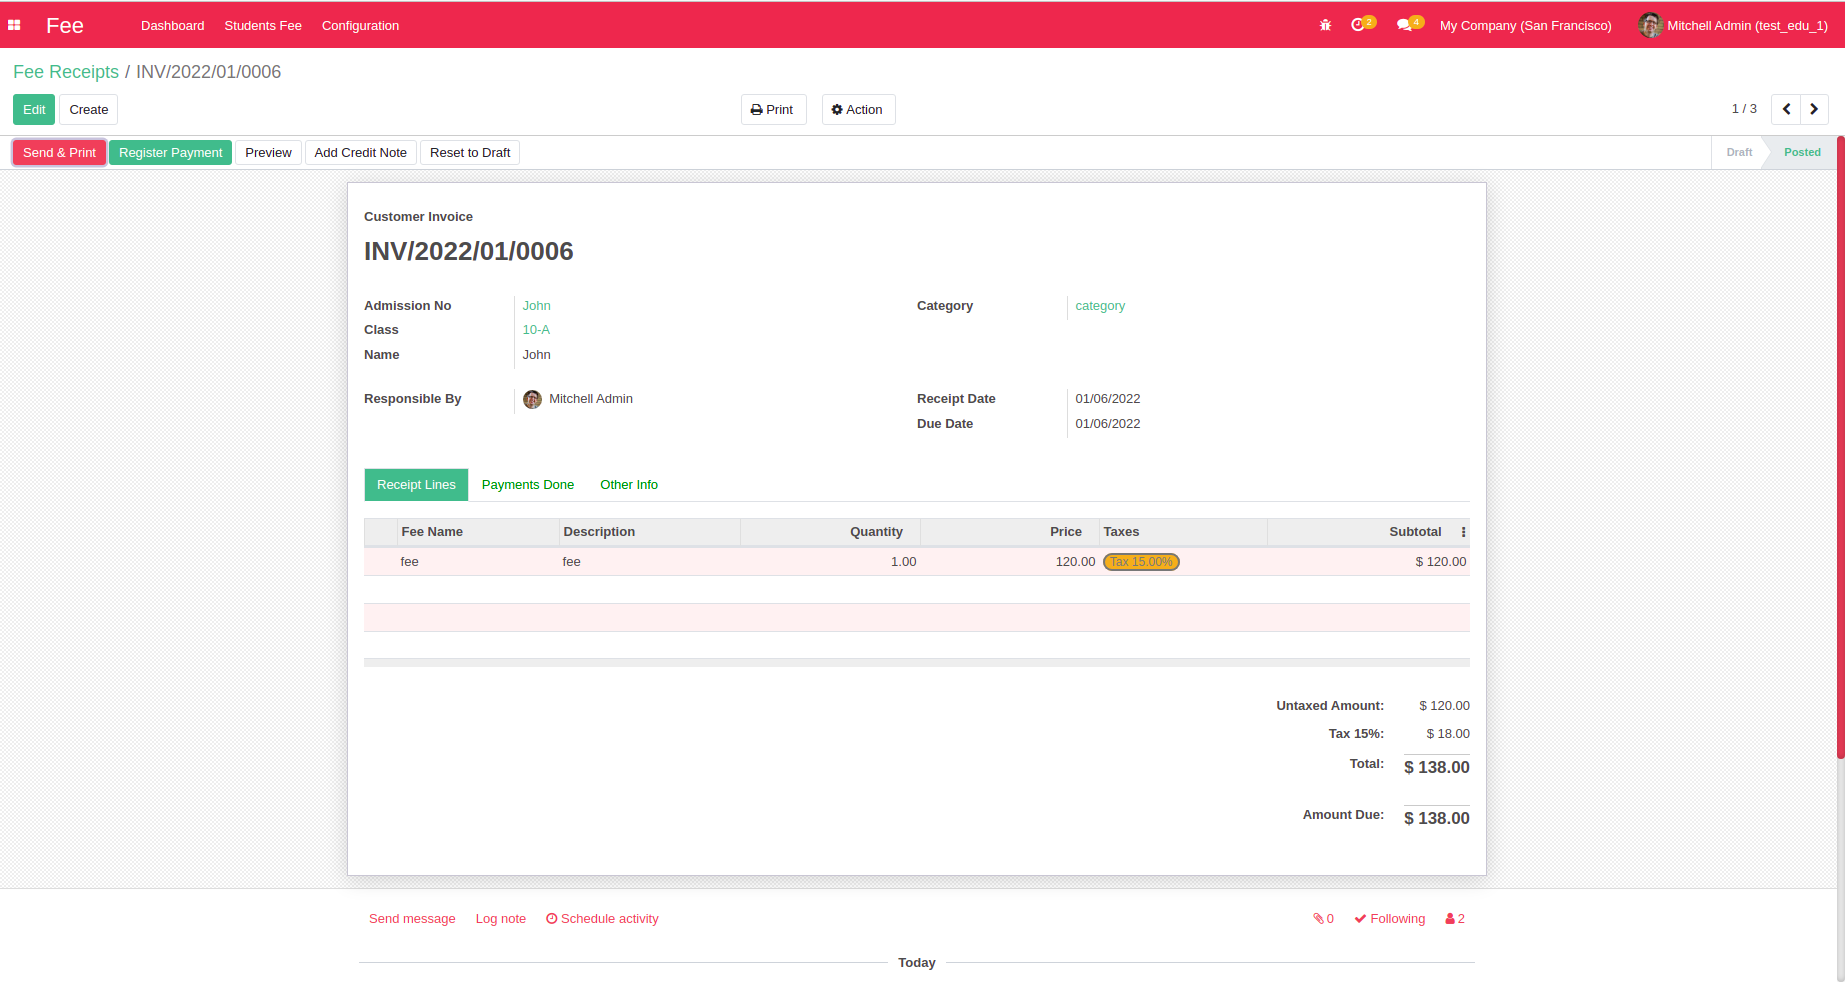 Fee Dashboard Students Fee Configuration 2 4 My Company (San Francisco) Mitchell Admin (test_edu_1)
Fee Receipts / INV/2022/01/0006
Edit Create Print Action 1 / 3
Send & Print Register Payment Preview Add Credit Note Reset to Draft Draft Posted
Customer Invoice
INV/2022/01/0006
Admission No John Category category
Class 10-A
Name John
Responsible By Mitchell Admin Receipt Date 01/06/2022
Due Date 01/06/2022
Receipt Lines Payments Done Other Info
Fee Name Description Quantity Price Taxes Subtotal
fee fee 1.00 120.00 Tax 15.00% $ 120.00
Untaxed Amount: $ 120.00
Tax 15%: $ 18.00
Total: $ 138.00
Amount Due: $ 138.00
Send message Log note Schedule activity 0 Following 2
Today